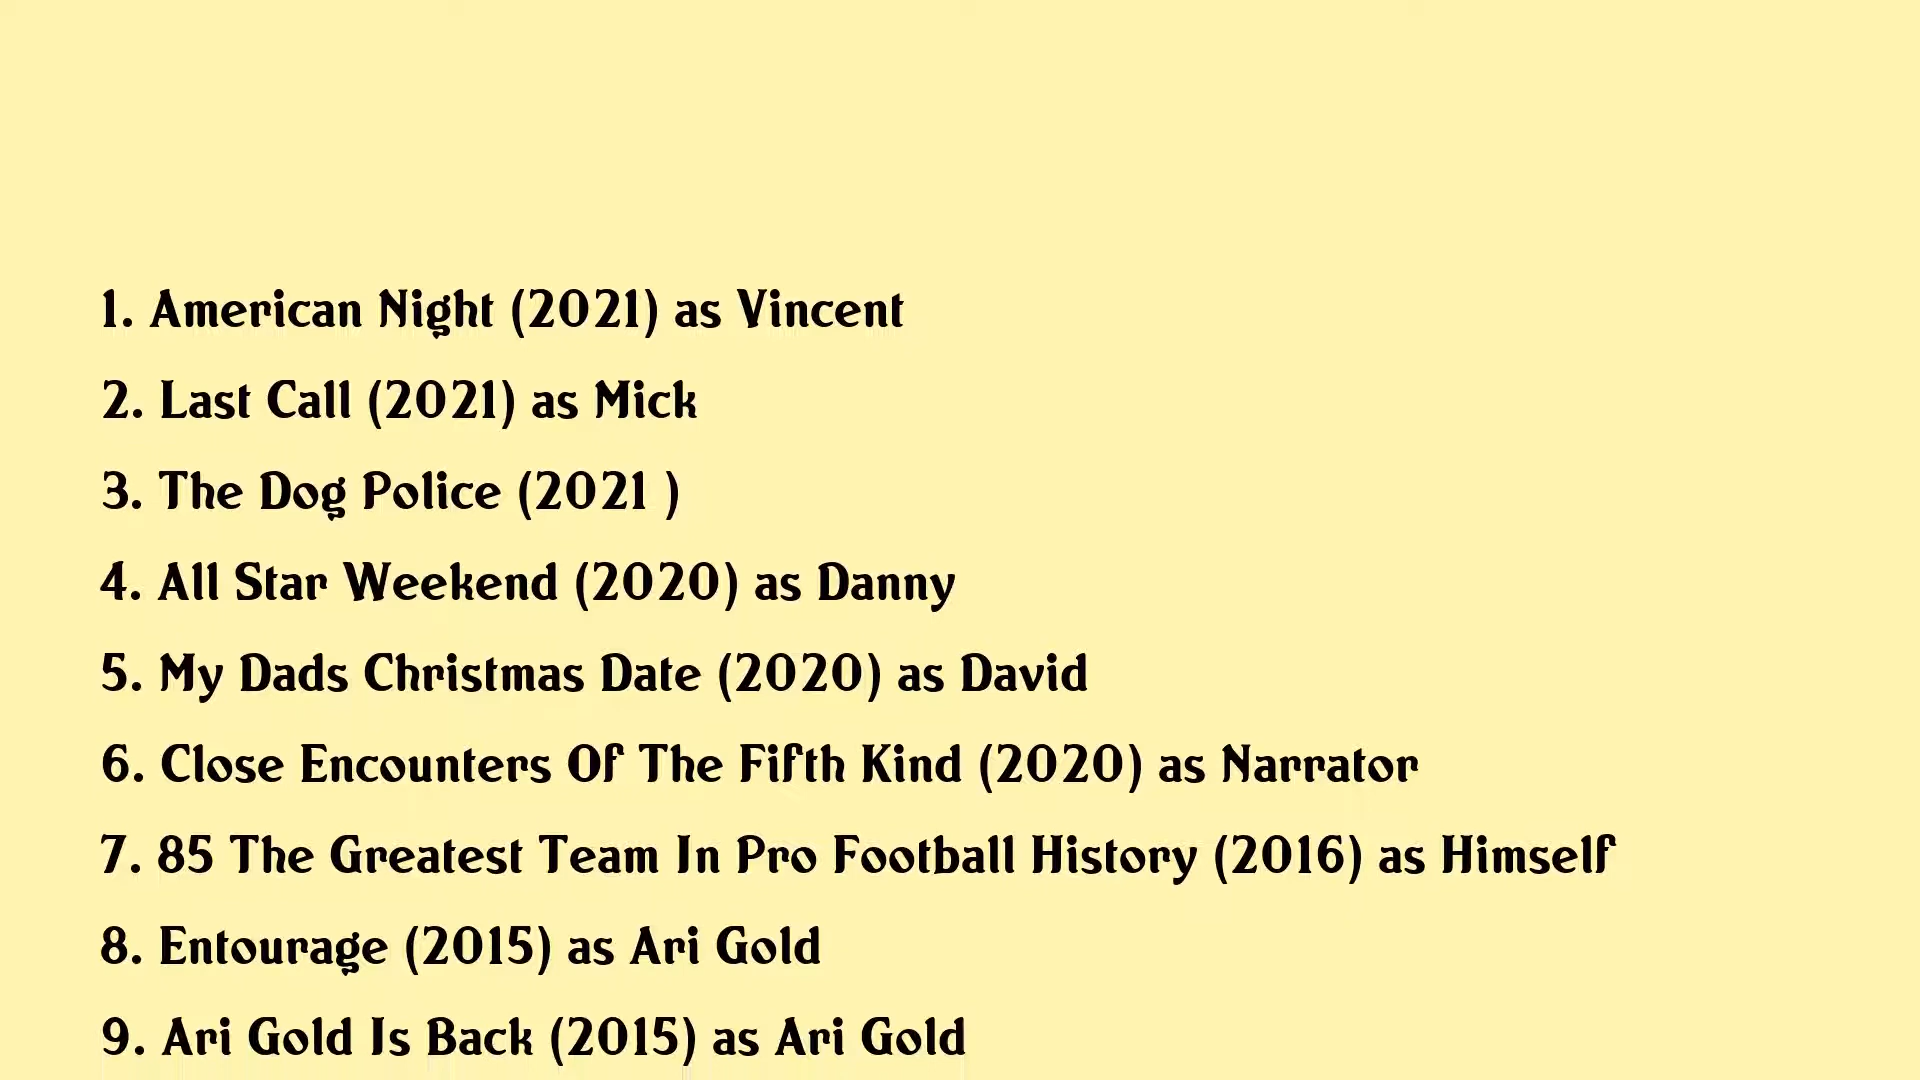 1. American Night (2021) as Vincent
2. Last Call (2021) as Mick
3. The Dog Police (2021 )
4. All Star Weekend (2020) as Danny
5. My Dads Christmas Date (2020) as David
6. Close Encounters Of The Fifth Kind (2020) as Narrator
7. 85 The Greatest Team In Pro Football History (2016) as Himself
8. Entourage (2015) as Ari Gold
9. Ari Gold Is Back (2015) as Ari Gold